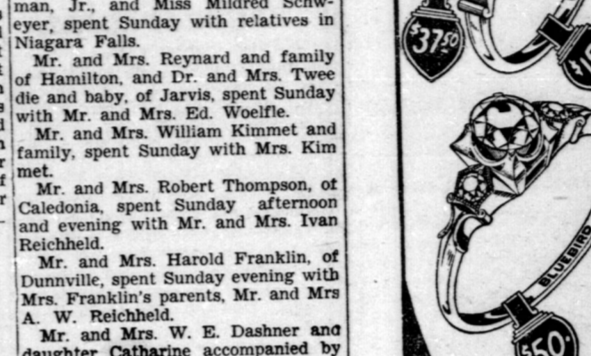 man, Jr., and Miss Mildred Schw-
eyer, spent Sunday with relatives in
Niagara Falls.
Mr. and Mrs. Reynard and family
of Hamilton, and Dr. and Mrs. Twee
die and baby, of Jarvis, spent Sunday
with Mr. and Mrs. Ed. Woelfle.
Mr. and Mrs. William Kimmet and
family, spent Sunday with Mrs. Kim
met.
Mr. and Mrs. Robert Thompson, of
Caledonia, spent Sunday afternoon
and evening with Mr. and Mrs. Ivan
Reichheld.
Mr. and Mrs. Harold Franklin, of
Dunnville, spent Sunday evening with
Mrs. Franklin's parents, Mr. and Mrs
A. W. Reichheld.
Mr. and Mrs. W. E. Dashner and
daughter Catharine accompanied by
$37.50
BLUEBIRD
$50.